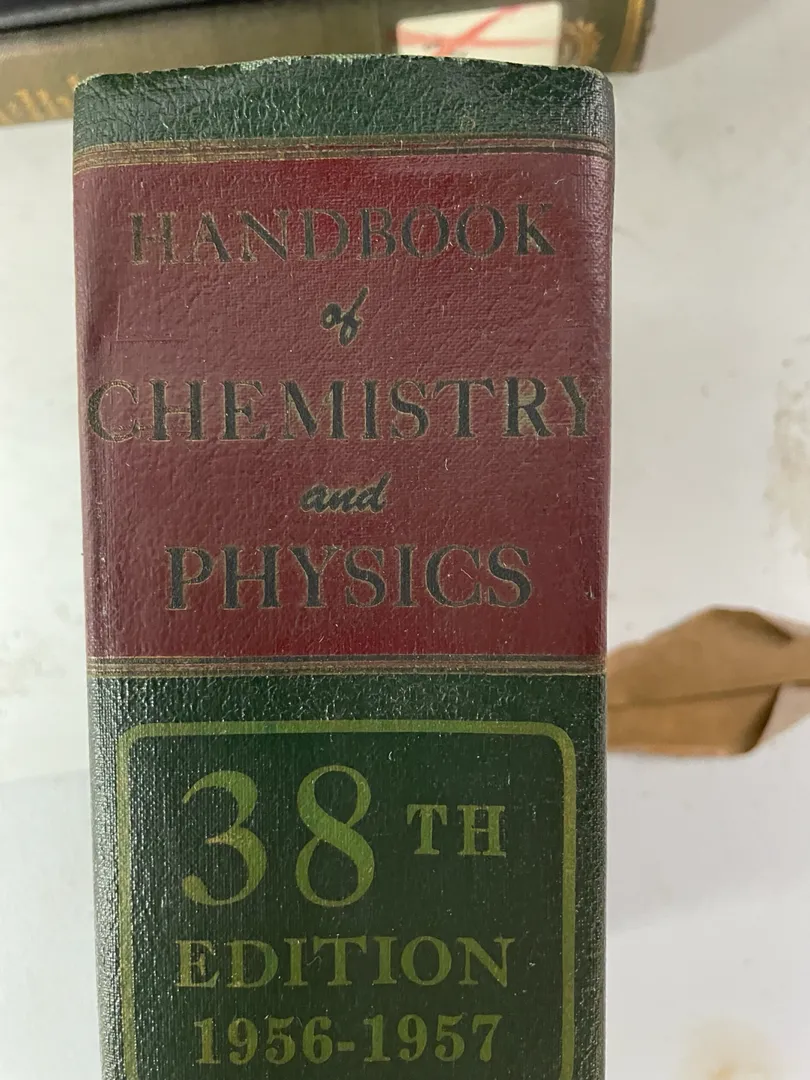 HANDBOOK
of
CHEMISTRY
and
PHYSICS
38TH
EDITION
1956-1957